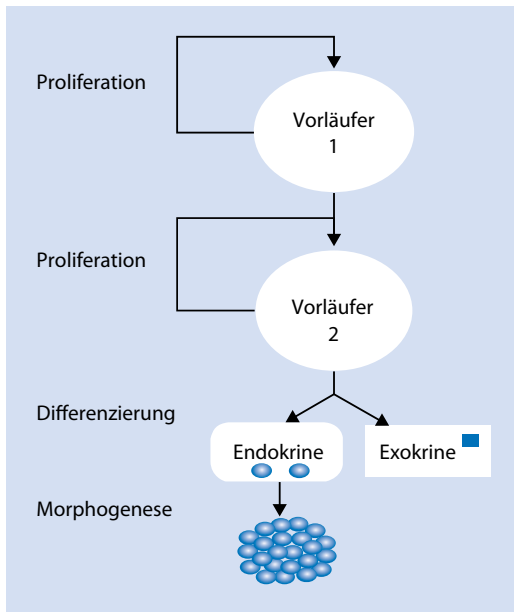 Proliferation
Vorläufer
1
Proliferation
Vorläufer
2
Differenzierung
Endokrine
Exokrine
Morphogenese